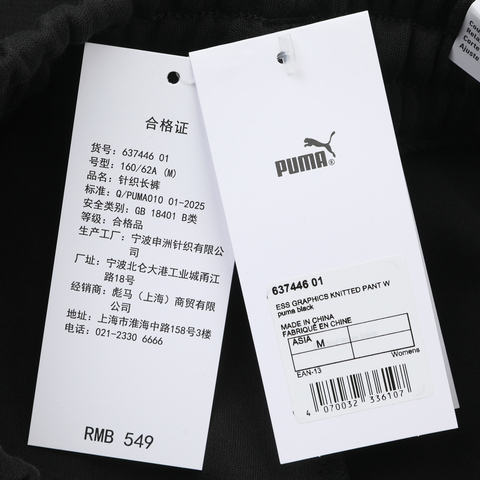 合格证
货号: 637446 01
号型: 160/62A (M)
品名: 针织长裤
标准: Q/PUMA010 01-2025
安全类别: GB 18401 B类
等级: 合格品
生产工厂: 宁波申洲针织有限公
司
厂址: 宁波北仑大港工业城甬江
路18号
经销商: 彪马（上海）商贸有限
公司
地址: 上海市淮海中路158号3楼
电话: 021-2330 6666
RMB 549
PUMA
637446 01
ESS GRAPHICS KNITTED PANT W
puma black
MADE IN CHINA
FABRIQUÉ EN CHINE
ASIA M
Womens
EAN-13
4 070032 336107
Rela
Corte
Ajuste